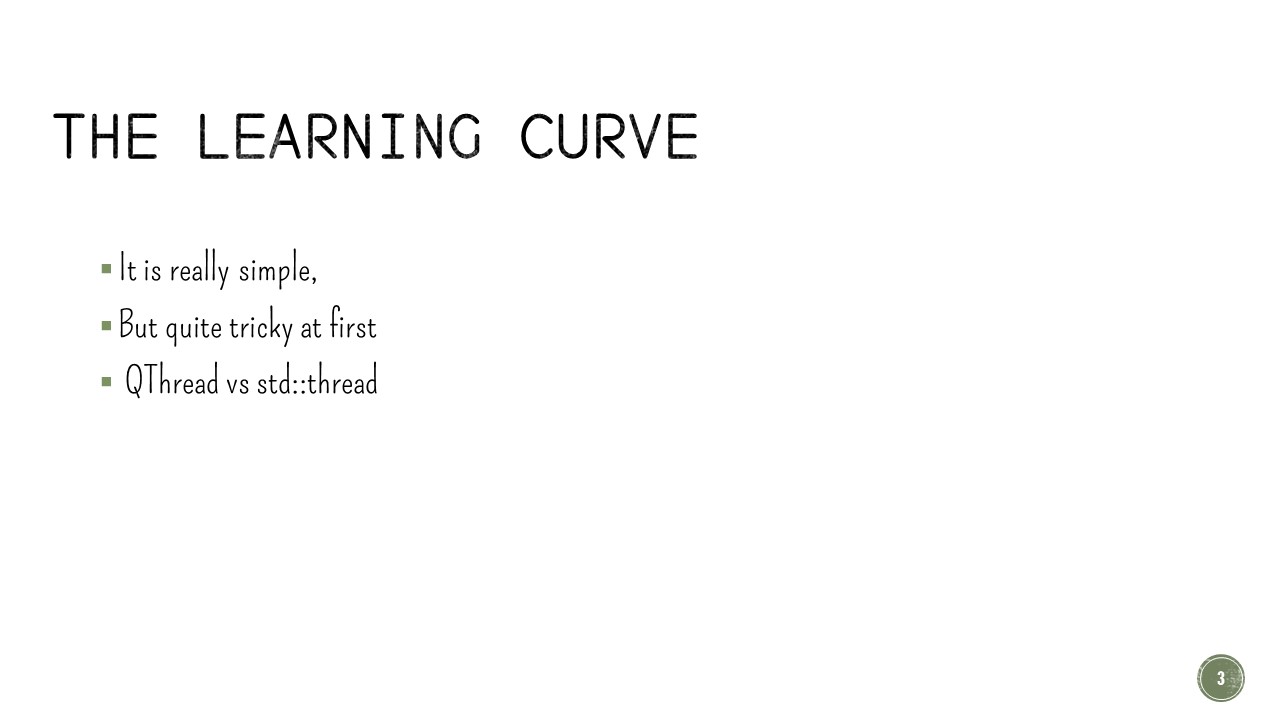 THE LEARNING CURVE
It is really simple,
But quite tricky at first
QThread vs std::thread
3